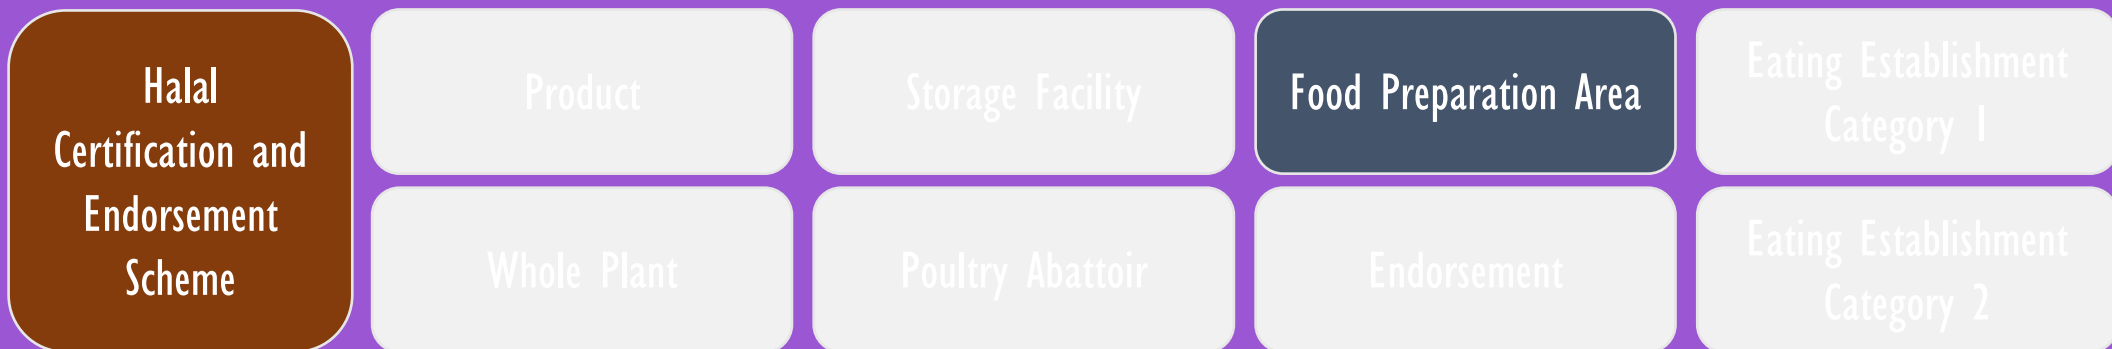 Halal
Certification and
Endorsement
Scheme
Product
Storage Facility
Food Preparation Area
Eating Establishment
Category 1
Whole Plant
Poultry Abattoir
Endorsement
Eating Establishment
Category 2